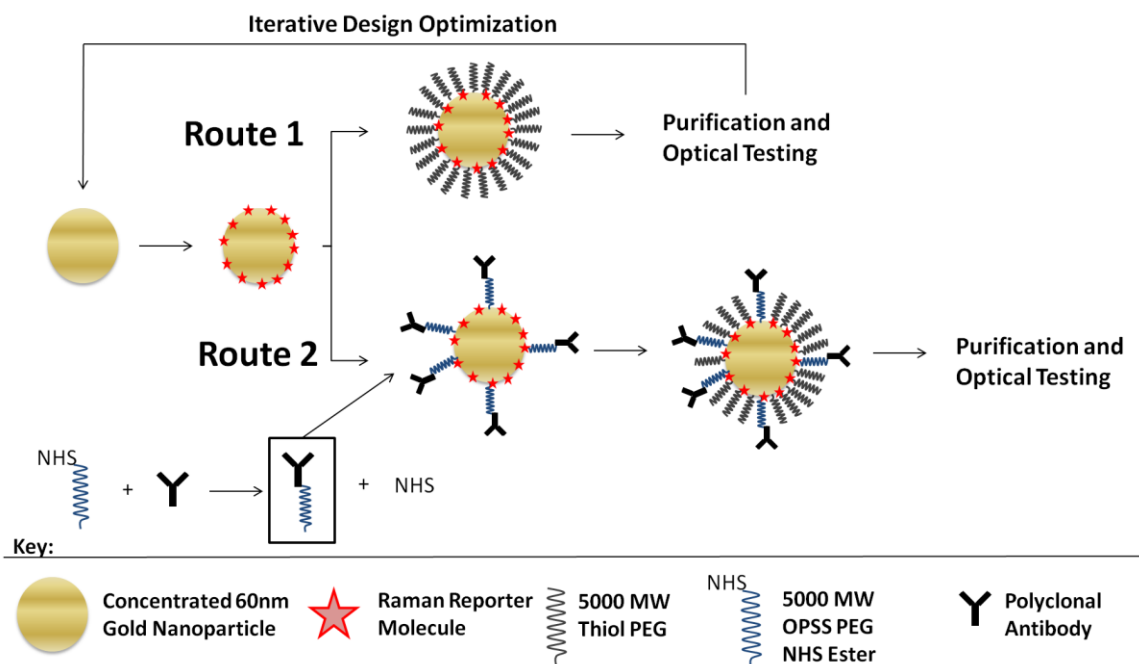 Iterative Design Optimization
Route 1
Purification and
Optical Testing
Route 2
Purification and
Optical Testing
NHS
+
+
NHS
Key:
Concentrated 60nm
Gold Nanoparticle
Raman Reporter
Molecule
5000 MW
Thiol PEG
NHS
5000 MW
OPSS PEG
NHS Ester
Polyclonal
Antibody